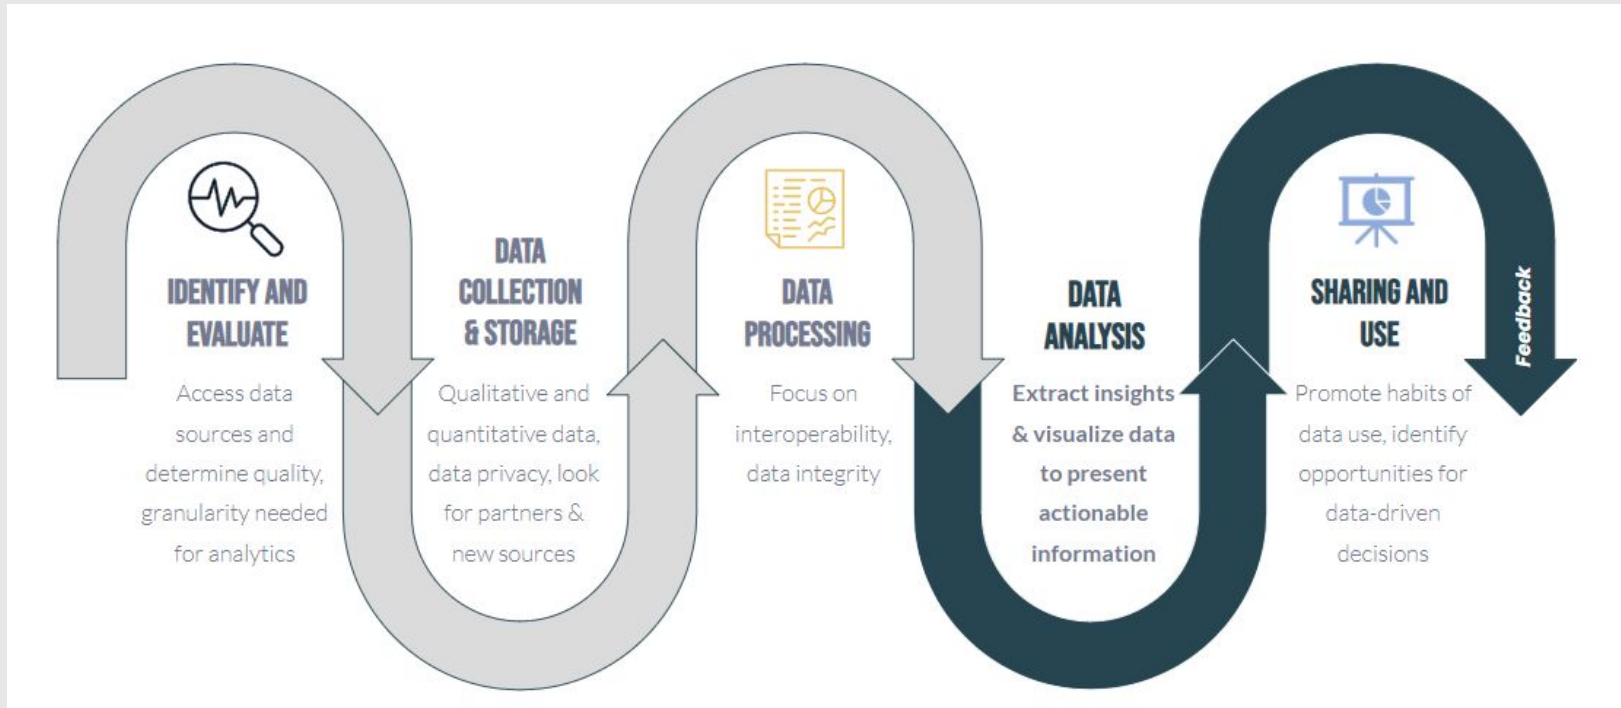 IDENTIFY AND
EVALUATE
Access data
sources and
determine quality,
granularity needed
for analytics
DATA
COLLECTION
& STORAGE
Qualitative and
quantitative data,
data privacy, look
for partners &
new sources
DATA
PROCESSING
Focus on
interoperability,
data integrity
DATA
ANALYSIS
Extract insights
& visualize data
to present
actionable
information
SHARING AND
USE
Promote habits of
data use, identify
opportunities for
data-driven
decisions
Feedback